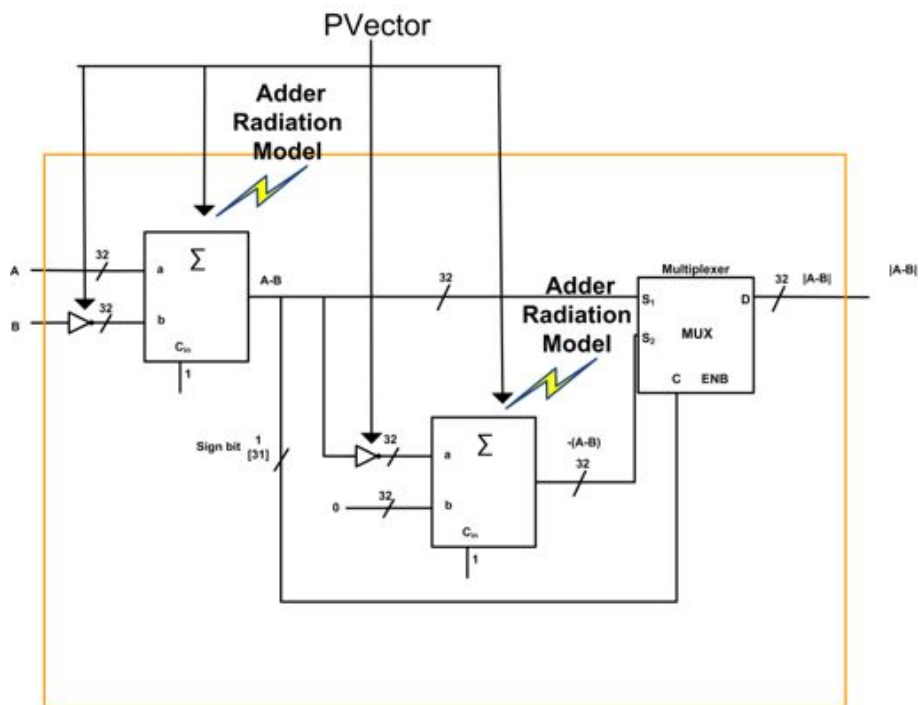 PVector
Adder
Radiation
Model
A
32
a
Σ
A-B
B
32
b
Cin
1
32
Adder
Radiation
Model
Multiplexer
S1
D
32
|A-B|
|A-B|
S2
MUX
C ENB
Sign bit
1
[31]
32
a
Σ
-(A-B)
32
0
32
b
Cin
1